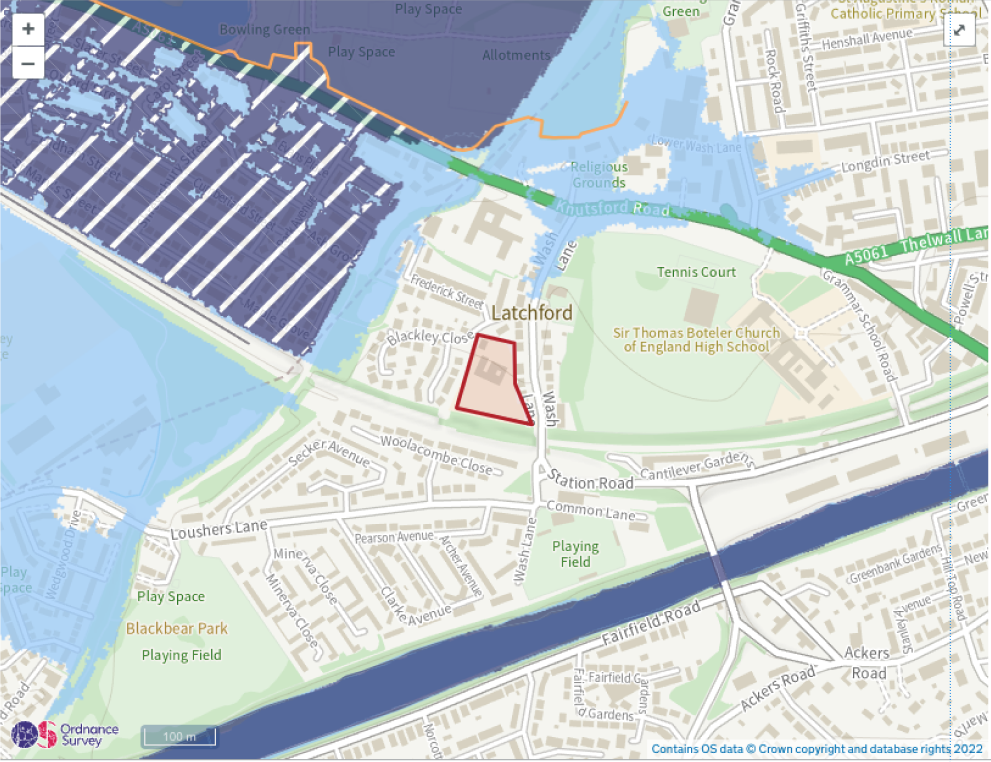 Play Space
Green
St Augustine's Roman
Catholic Primary School
Bowling Green
Play Space
Allotments
Henshall Avenue
Griffiths Street
Rock Road
Lower Wash Lane
Longdin Street
Religious
Grounds
Knutsford Road
A5061 Thelwall Lan
Wash
Lane
Tennis Court
Powell Str
Grammar School Road
Frederick Street
Latchford
Blackley Close
Sir Thomas Boteler Church
of England High School
Lane
Wash
Woolacombe Close
Secker Avenue
Cantilever Gardens
Station Road
Loushers Lane
Common Lane
Pearson Avenue
Archer Avenue
Wash Lane
Wedgewood Drive
Playing
Field
Minerva Close
Minerva Close
Clarke Avenue
Play
Space
Greenbank Gardens
Hill Top Road
Stanley Avenue
Play Space
Blackbear Park
Playing Field
Fairfield Road
Ackers
Road
Ackers Road
Fairfield Gardens
Fairfield Gardens
Norcott
d Road
Ordnance
Survey
100 m
Contains OS data © Crown copyright and database rights 2022